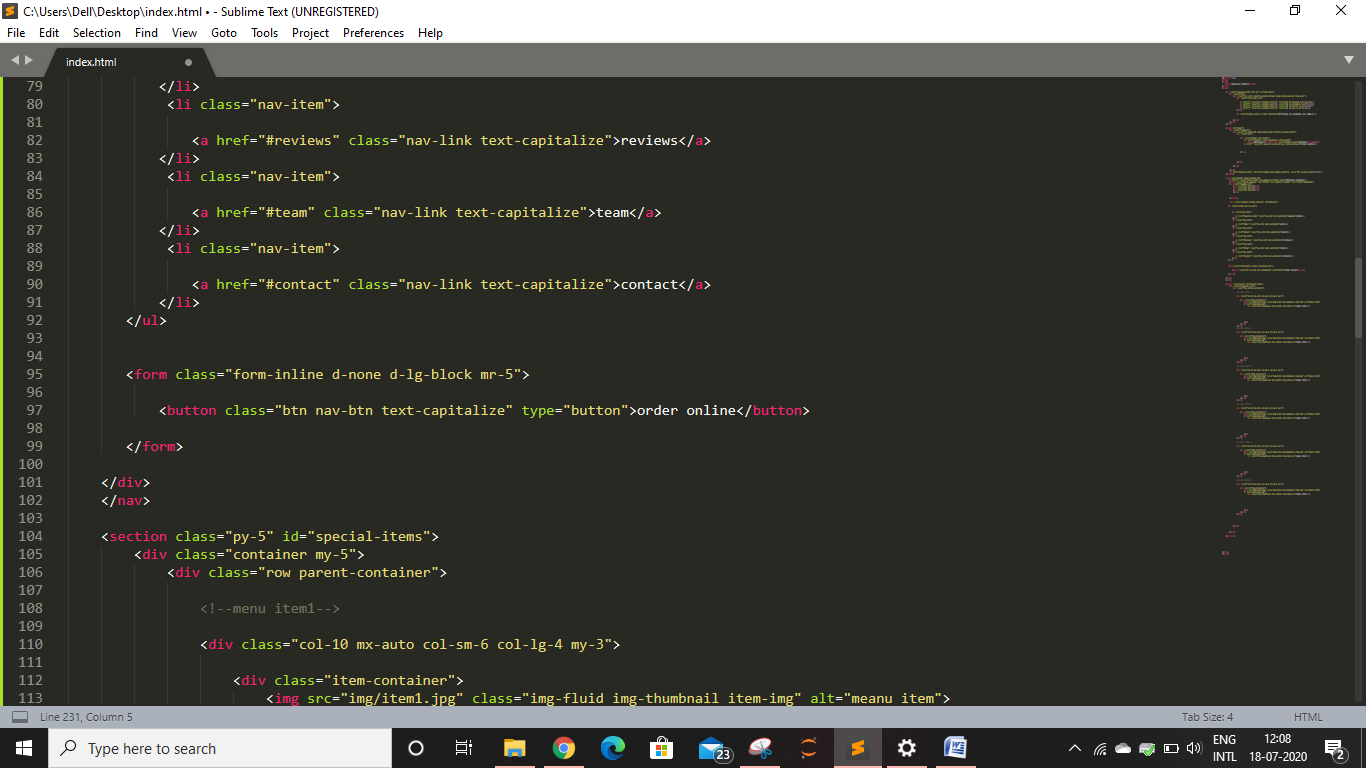 C:\Users\Dell\Desktop\index.html • - Sublime Text (UNREGISTERED)
File Edit Selection Find View Goto Tools Project Preferences Help
index.html
79 </li>
80 <li class="nav-item">
81
82 <a href="#reviews" class="nav-link text-capitalize">reviews</a>
83 </li>
84 <li class="nav-item">
85
86 <a href="#team" class="nav-link text-capitalize">team</a>
87 </li>
88 <li class="nav-item">
89
90 <a href="#contact" class="nav-link text-capitalize">contact</a>
91 </li>
92 </ul>
93
94
95 <form class="form-inline d-none d-lg-block mr-5">
96
97 <button class="btn nav-btn text-capitalize" type="button">order online</button>
98
99 </form>
100
101 </div>
102 </nav>
103
104 <section class="py-5" id="special-items">
105 <div class="container my-5">
106 <div class="row parent-container">
107
108 <!--menu item1-->
109
110 <div class="col-10 mx-auto col-sm-6 col-lg-4 my-3">
111
112 <div class="item-container">
113 <img src="img/item1.jpg" class="img-fluid img-thumbnail item-img" alt="meanu item">
Line 231, Column 5 Tab Size: 4 HTML
Type here to search
23
ENG
INTL
12:08
18-07-2020
2